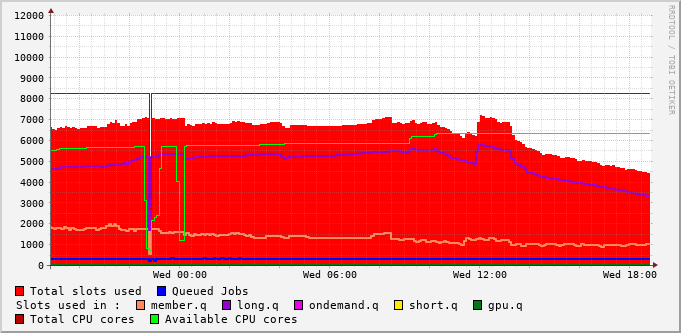 RRDTOOL / TOBI OETIKER
12000
11000
10000
9000
8000
7000
6000
5000
4000
3000
2000
1000
0
Wed 00:00 Wed 06:00 Wed 12:00 Wed 18:00
Total slots used Queued Jobs
Slots used in : member.q long.q ondemand.q short.q gpu.q
Total CPU cores Available CPU cores